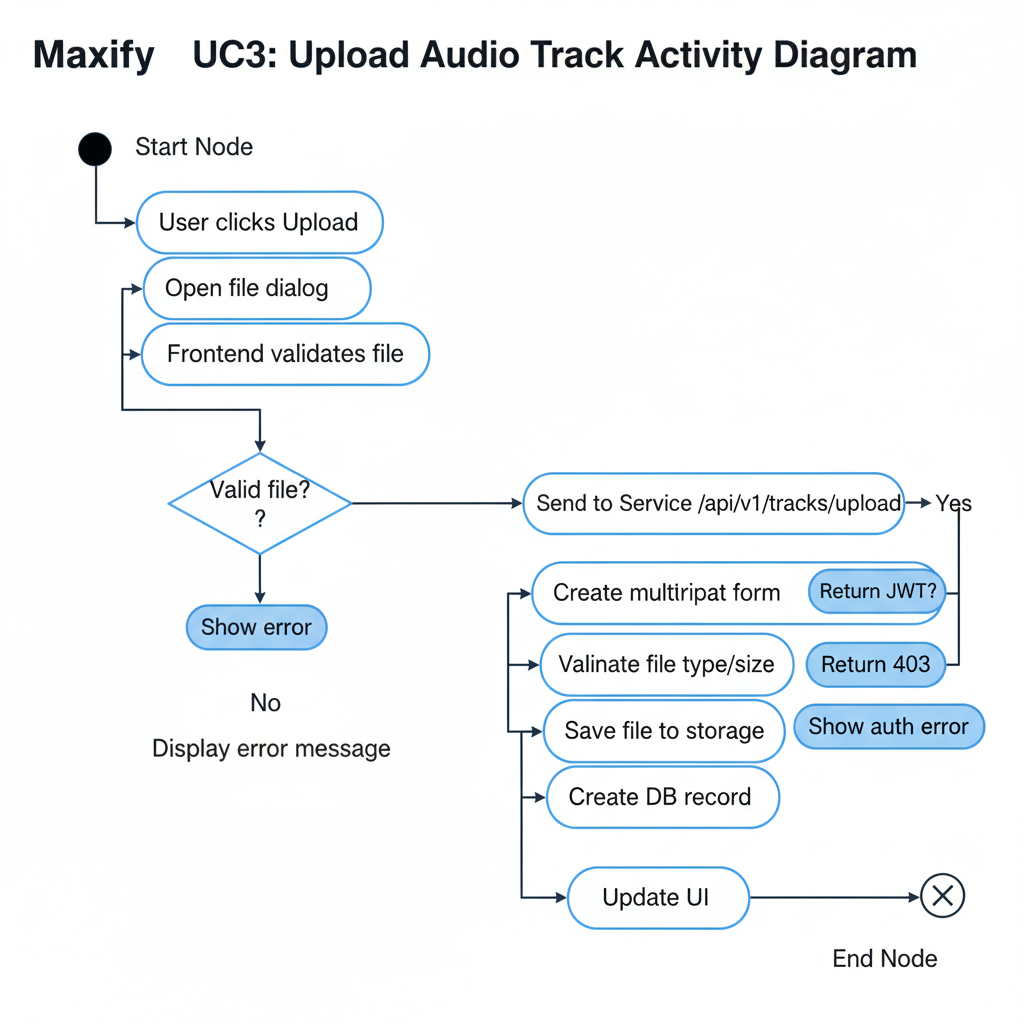 Maxify UC3: Upload Audio Track Activity Diagram
Start Node
User clicks Upload
Open file dialog
Frontend validates file
Valid file?
?
Send to Service /api/v1/tracks/upload
Yes
Show error
No
Display error message
Create multiripat form
Return JWT?
Valinate file type/size
Return 403
Save file to storage
Show auth error
Create DB record
Update UI
End Node